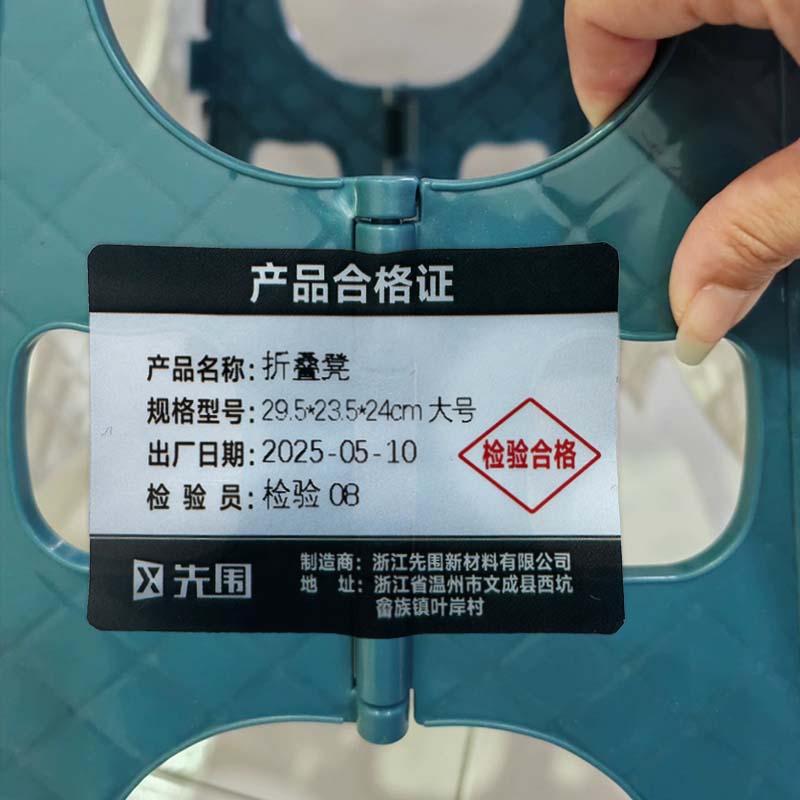 产品合格证
产品名称：折叠凳
规格型号：29.5*23.5*24cm 大号
出厂日期：2025-05-10
检 验 员：检验 08
检验合格
先围
制造商：浙江先围新材料有限公司
地 址：浙江省温州市文成县西坑
畲族镇叶岸村